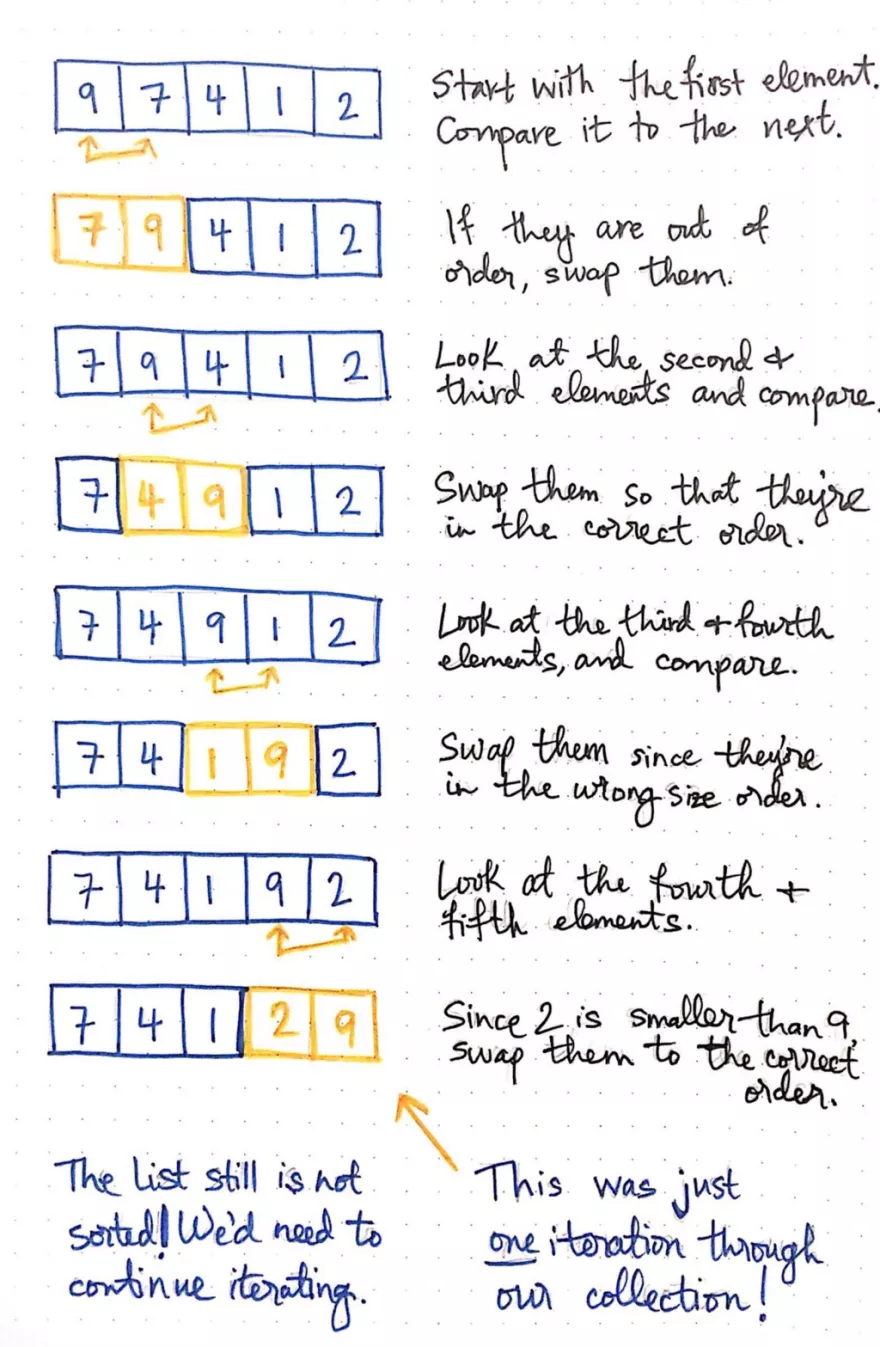 9 7 4 1 2
Start with the first element.
Compare it to the next.
7 9 4 1 2
If they are out of
order, swap them.
7 9 4 1 2
Look at the second &
third elements and compare.
7 4 9 1 2
Swap them so that they're
in the correct order.
7 4 9 1 2
Look at the third & fourth
elements, and compare.
7 4 1 9 2
Swap them since they're
in the wrong size order.
7 4 1 9 2
Look at the fourth &
fifth elements.
7 4 1 2 9
Since 2 is smaller than 9,
swap them to the correct
order.
The list still is not
sorted! We'd need to
continue iterating.
This was just
one iteration through
our collection!